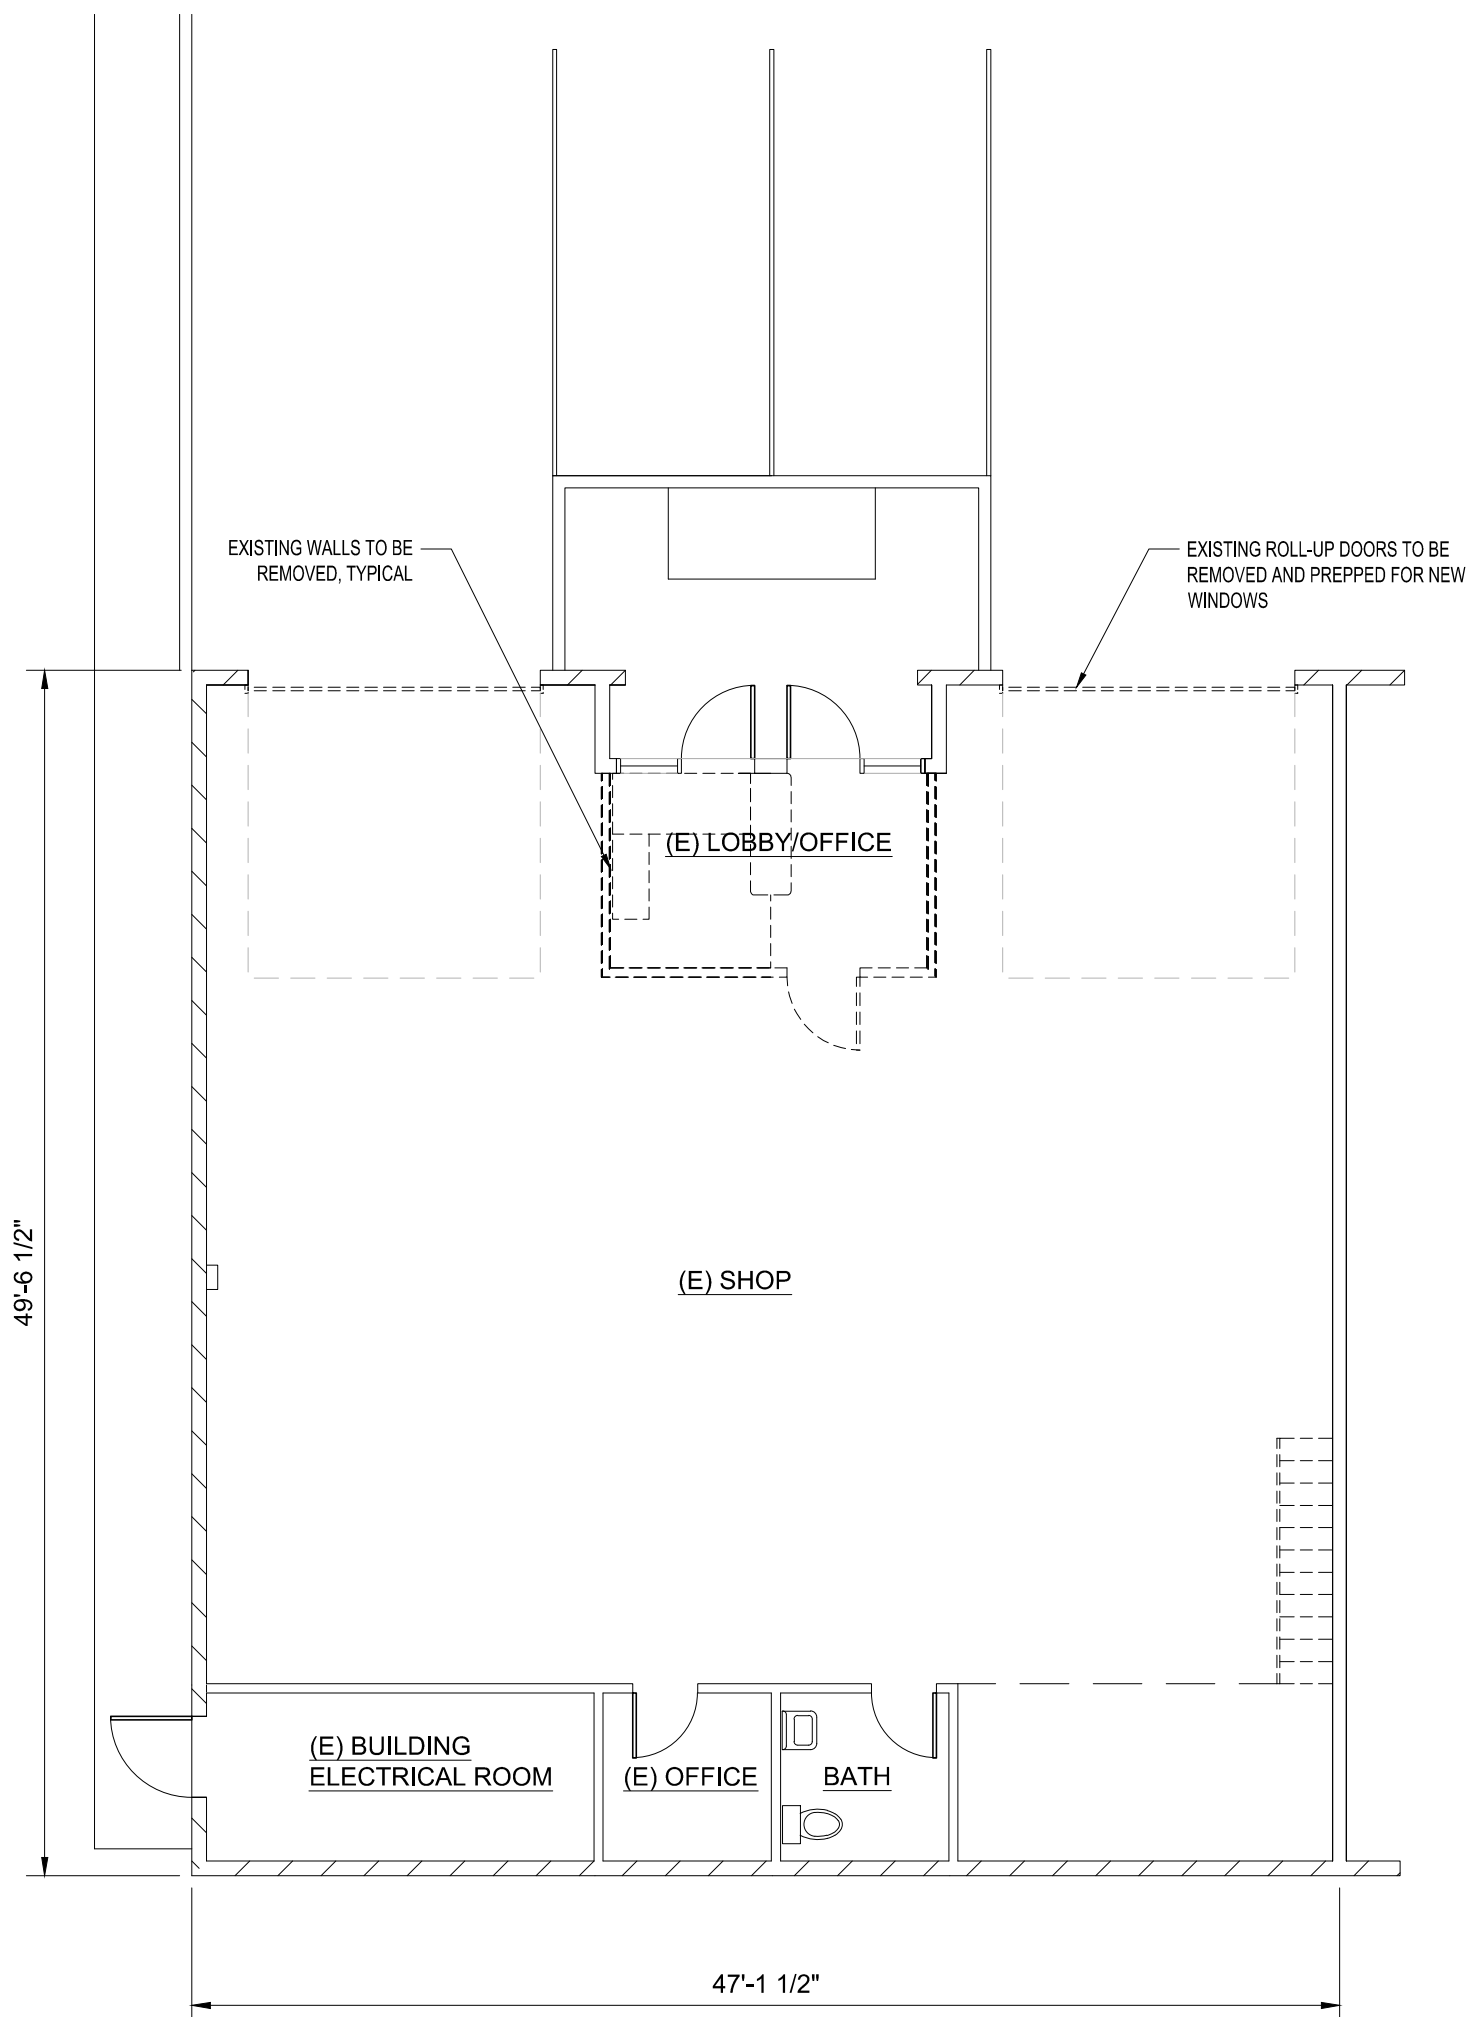 EXISTING WALLS TO BE
REMOVED, TYPICAL
EXISTING ROLL-UP DOORS TO BE
REMOVED AND PREPPED FOR NEW
WINDOWS
(E) LOBBY/OFFICE
49'-6 1/2"
(E) SHOP
(E) BUILDING
ELECTRICAL ROOM
(E) OFFICE
BATH
47'-1 1/2"